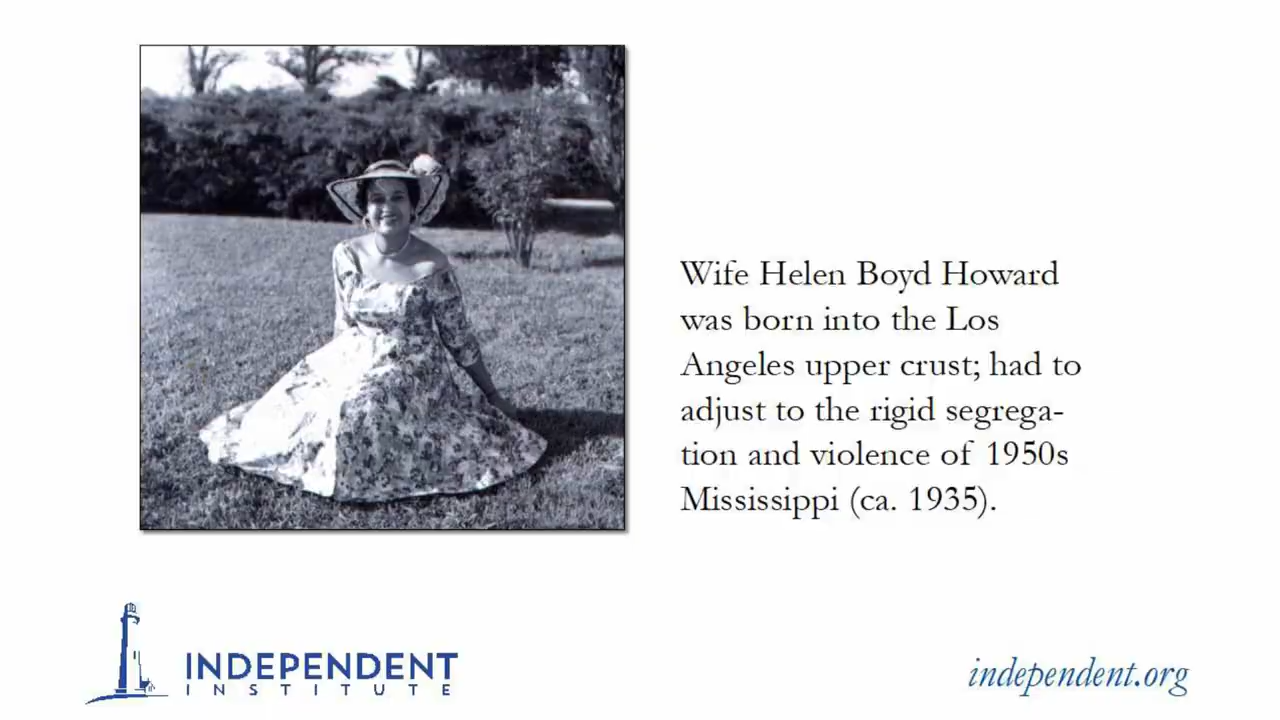 Wife Helen Boyd Howard
was born into the Los
Angeles upper crust; had to
adjust to the rigid segrega-
tion and violence of 1950s
Mississippi (ca. 1935).
INDEPENDENT
INSTITUTE
independent.org